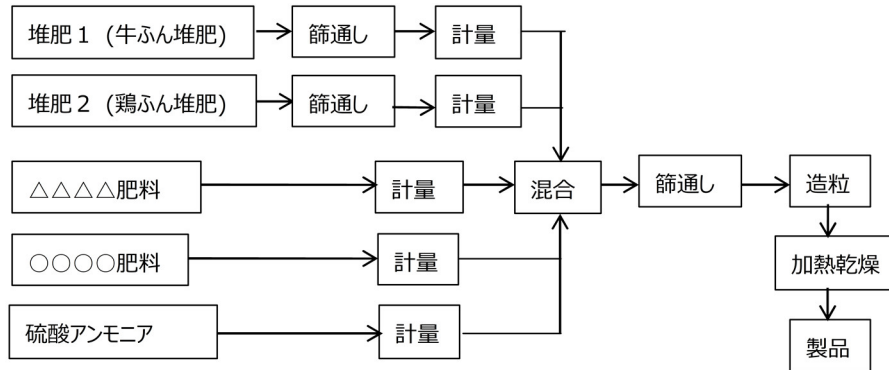 堆肥１ (牛ふん堆肥)
篩通し
計量
堆肥２ (鶏ふん堆肥)
篩通し
計量
△△△△肥料
計量
混合
篩通し
造粒
○○○○肥料
計量
加熱乾燥
硫酸アンモニア
計量
製品